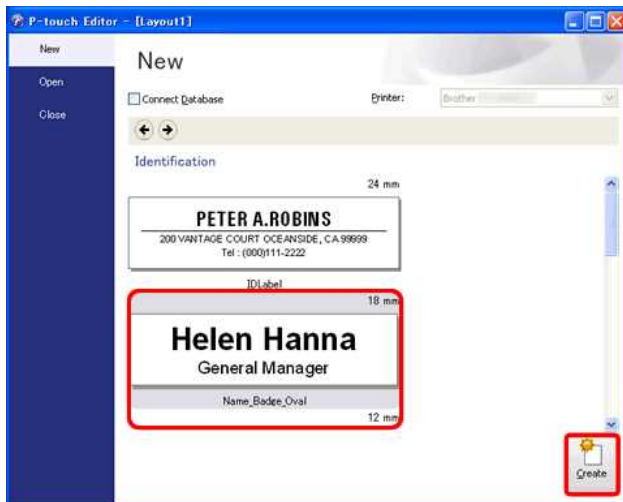 P-touch Editor - [Layout1]
New
Open
Close
New
Connect Database
Printer:
Brother
Identification
24 mm
PETER A.ROBINS
200 VANTAGE COURT OCEANSIDE, CA 99999
Tel : (000)111-2222
IDLabel
18 mm
Helen Hanna
General Manager
Name_Badge_Oval
12 mm
Create